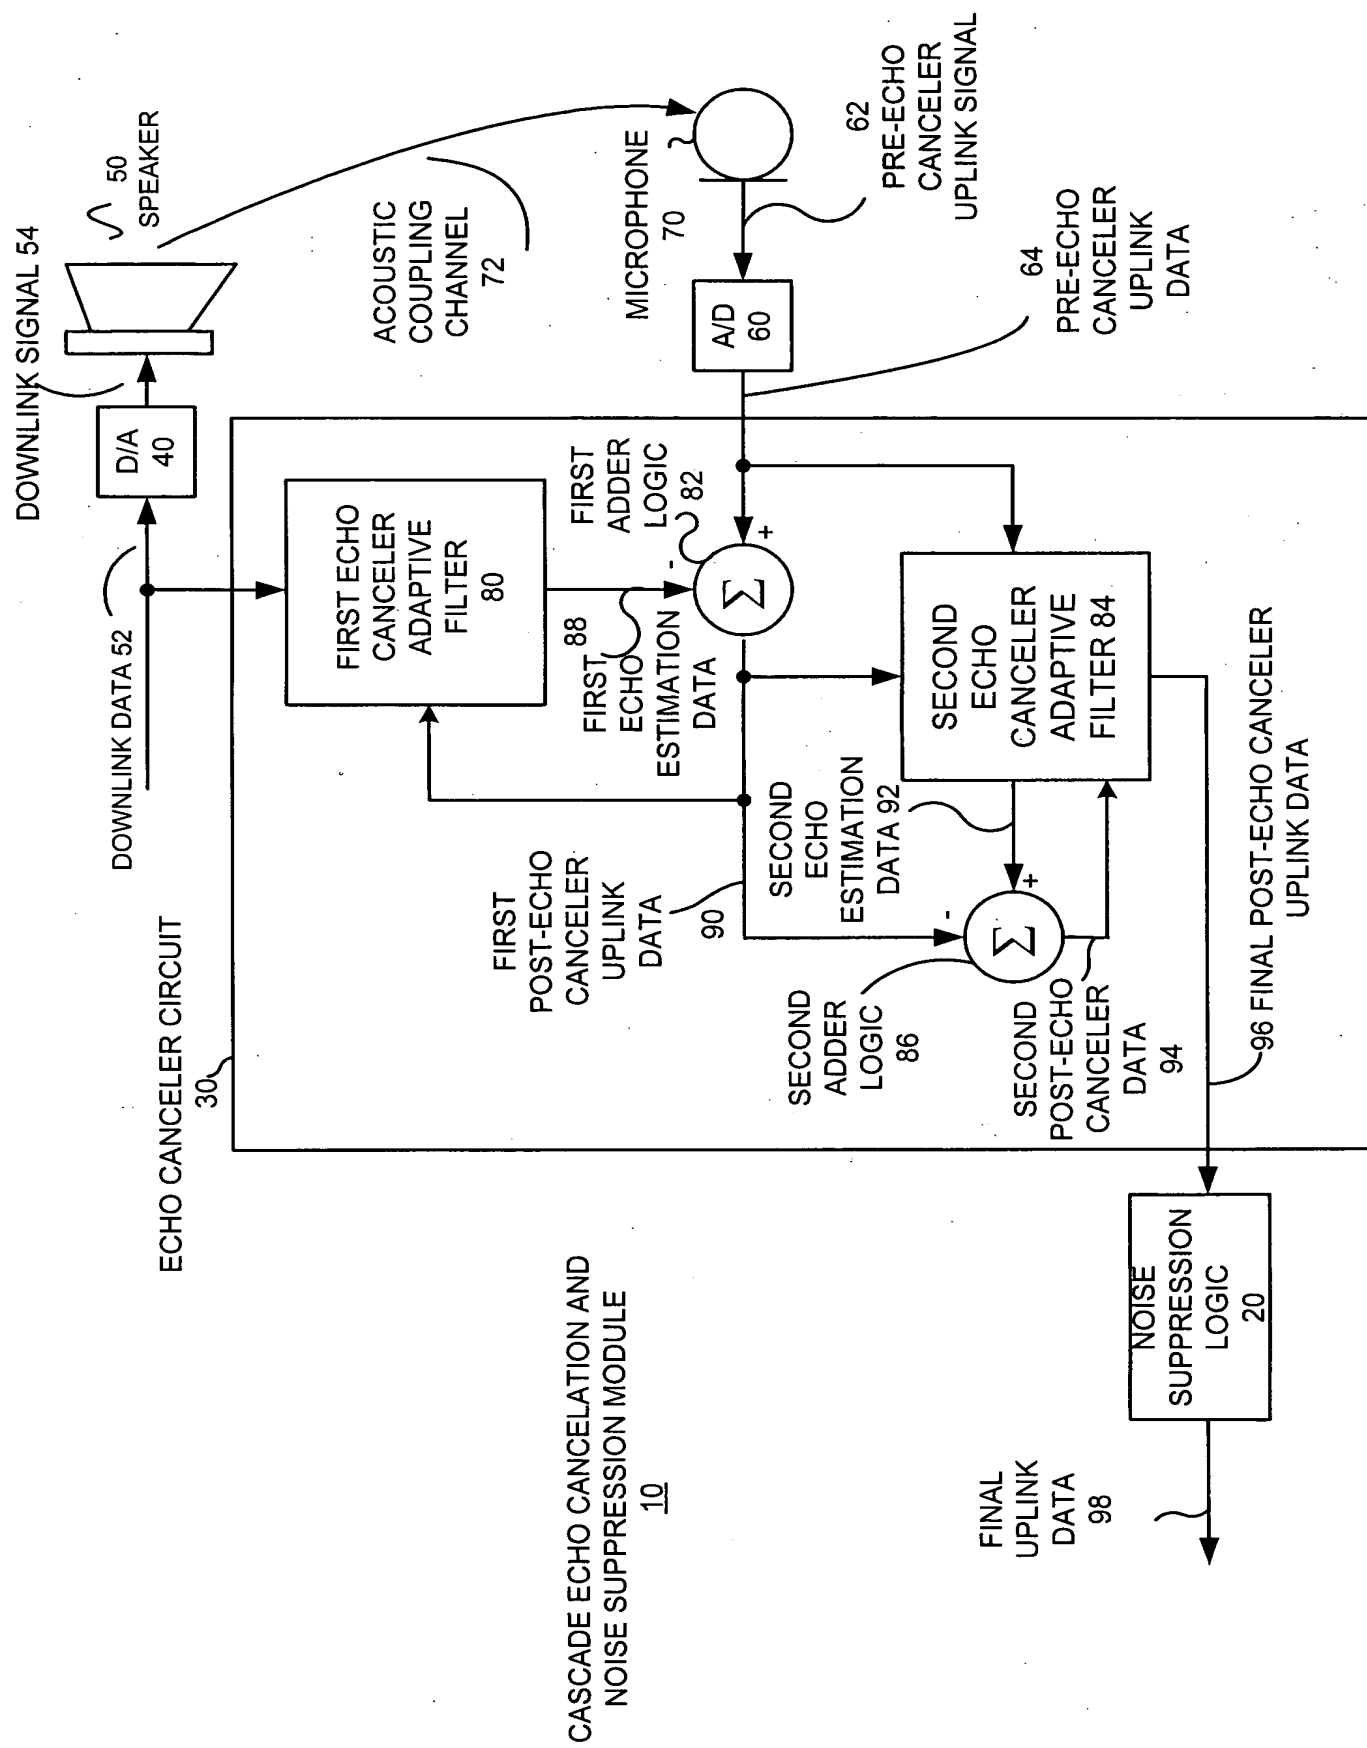 DOWNLINK DATA 52
D/A
40
DOWNLINK SIGNAL 54
50
SPEAKER
ECHO CANCELER CIRCUIT
30
FIRST ECHO
CANCELER
ADAPTIVE
FILTER
80
ACOUSTIC
COUPLING
CHANNEL
72
FIRST
ADDER
LOGIC
82
88
FIRST
ECHO
ESTIMATION
DATA
-
+
Σ
MICROPHONE
70
A/D
60
62
PRE-ECHO
CANCELER
UPLINK SIGNAL
64
PRE-ECHO
CANCELER
UPLINK
DATA
FIRST
POST-ECHO
CANCELER
UPLINK
DATA
90
SECOND
ECHO
ESTIMATION
DATA 92
SECOND
ECHO
CANCELER
ADAPTIVE
FILTER 84
-
+
Σ
SECOND
ADDER
LOGIC
86
SECOND
POST-ECHO
CANCELER
DATA
94
96 FINAL POST-ECHO CANCELER
UPLINK DATA
CASCADE ECHO CANCELATION AND
NOISE SUPPRESSION MODULE
10
NOISE
SUPPRESSION
LOGIC
20
FINAL
UPLINK
DATA
98